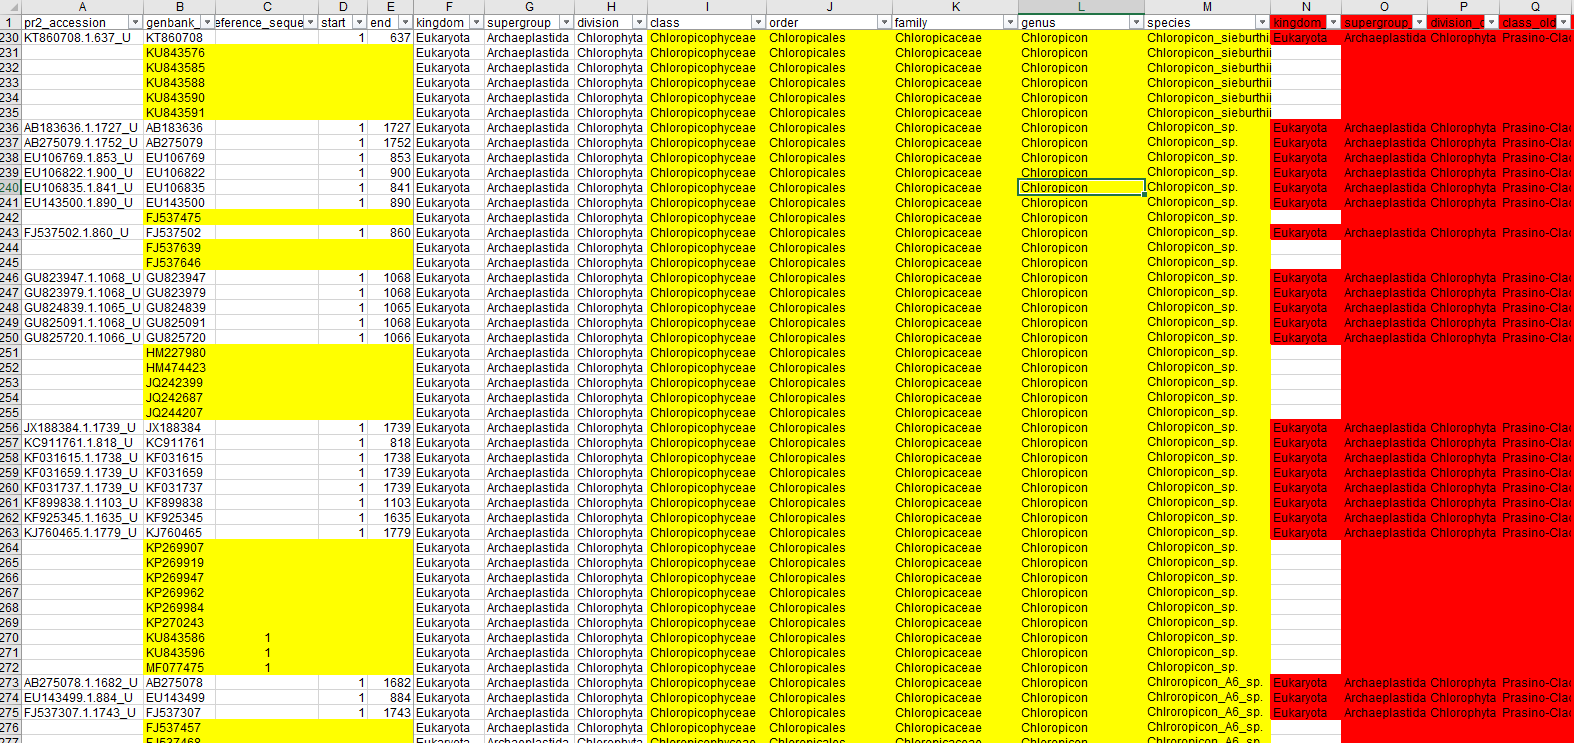 A B C D E F G H I J K L M N O P Q
1 pr2_accession genbank_ eference_seque start end kingdom supergroup division class order family genus species kingdom_ supergroup_ division_o class_old
230 KT860708.1.637_U KT860708 1 637 Eukaryota Archaeplastida Chlorophyta Chloropicophyceae Chloropicales Chloropicaceae Chloropicon Chloropicon_sieburthii Eukaryota Archaeplastida Chlorophyta Prasino-Cla
231 KU843576 Eukaryota Archaeplastida Chlorophyta Chloropicophyceae Chloropicales Chloropicaceae Chloropicon Chloropicon_sieburthii
232 KU843585 Eukaryota Archaeplastida Chlorophyta Chloropicophyceae Chloropicales Chloropicaceae Chloropicon Chloropicon_sieburthii
233 KU843588 Eukaryota Archaeplastida Chlorophyta Chloropicophyceae Chloropicales Chloropicaceae Chloropicon Chloropicon_sieburthii
234 KU843590 Eukaryota Archaeplastida Chlorophyta Chloropicophyceae Chloropicales Chloropicaceae Chloropicon Chloropicon_sieburthii
235 KU843591 Eukaryota Archaeplastida Chlorophyta Chloropicophyceae Chloropicales Chloropicaceae Chloropicon Chloropicon_sieburthii
236 AB183636.1.1727_U AB183636 1 1727 Eukaryota Archaeplastida Chlorophyta Chloropicophyceae Chloropicales Chloropicaceae Chloropicon Chloropicon_sp. Eukaryota Archaeplastida Chlorophyta Prasino-Cla
237 AB275079.1.1752_U AB275079 1 1752 Eukaryota Archaeplastida Chlorophyta Chloropicophyceae Chloropicales Chloropicaceae Chloropicon Chloropicon_sp. Eukaryota Archaeplastida Chlorophyta Prasino-Cla
238 EU106769.1.853_U EU106769 1 853 Eukaryota Archaeplastida Chlorophyta Chloropicophyceae Chloropicales Chloropicaceae Chloropicon Chloropicon_sp. Eukaryota Archaeplastida Chlorophyta Prasino-Cla
239 EU106822.1.900_U EU106822 1 900 Eukaryota Archaeplastida Chlorophyta Chloropicophyceae Chloropicales Chloropicaceae Chloropicon Chloropicon_sp. Eukaryota Archaeplastida Chlorophyta Prasino-Cla
240 EU106835.1.841_U EU106835 1 841 Eukaryota Archaeplastida Chlorophyta Chloropicophyceae Chloropicales Chloropicaceae Chloropicon Chloropicon_sp. Eukaryota Archaeplastida Chlorophyta Prasino-Cla
241 EU143500.1.890_U EU143500 1 890 Eukaryota Archaeplastida Chlorophyta Chloropicophyceae Chloropicales Chloropicaceae Chloropicon Chloropicon_sp. Eukaryota Archaeplastida Chlorophyta Prasino-Cla
242 FJ537475 Eukaryota Archaeplastida Chlorophyta Chloropicophyceae Chloropicales Chloropicaceae Chloropicon Chloropicon_sp.
243 FJ537502.1.860_U FJ537502 1 860 Eukaryota Archaeplastida Chlorophyta Chloropicophyceae Chloropicales Chloropicaceae Chloropicon Chloropicon_sp. Eukaryota Archaeplastida Chlorophyta Prasino-Cla
244 FJ537639 Eukaryota Archaeplastida Chlorophyta Chloropicophyceae Chloropicales Chloropicaceae Chloropicon Chloropicon_sp.
245 FJ537646 Eukaryota Archaeplastida Chlorophyta Chloropicophyceae Chloropicales Chloropicaceae Chloropicon Chloropicon_sp.
246 GU823947.1.1068_U GU823947 1 1068 Eukaryota Archaeplastida Chlorophyta Chloropicophyceae Chloropicales Chloropicaceae Chloropicon Chloropicon_sp. Eukaryota Archaeplastida Chlorophyta Prasino-Cla
247 GU823979.1.1068_U GU823979 1 1068 Eukaryota Archaeplastida Chlorophyta Chloropicophyceae Chloropicales Chloropicaceae Chloropicon Chloropicon_sp. Eukaryota Archaeplastida Chlorophyta Prasino-Cla
248 GU824839.1.1065_U GU824839 1 1065 Eukaryota Archaeplastida Chlorophyta Chloropicophyceae Chloropicales Chloropicaceae Chloropicon Chloropicon_sp. Eukaryota Archaeplastida Chlorophyta Prasino-Cla
249 GU825091.1.1068_U GU825091 1 1068 Eukaryota Archaeplastida Chlorophyta Chloropicophyceae Chloropicales Chloropicaceae Chloropicon Chloropicon_sp. Eukaryota Archaeplastida Chlorophyta Prasino-Cla
250 GU825720.1.1066_U GU825720 1 1066 Eukaryota Archaeplastida Chlorophyta Chloropicophyceae Chloropicales Chloropicaceae Chloropicon Chloropicon_sp. Eukaryota Archaeplastida Chlorophyta Prasino-Cla
251 HM227980 Eukaryota Archaeplastida Chlorophyta Chloropicophyceae Chloropicales Chloropicaceae Chloropicon Chloropicon_sp.
252 HM474423 Eukaryota Archaeplastida Chlorophyta Chloropicophyceae Chloropicales Chloropicaceae Chloropicon Chloropicon_sp.
253 JQ242399 Eukaryota Archaeplastida Chlorophyta Chloropicophyceae Chloropicales Chloropicaceae Chloropicon Chloropicon_sp.
254 JQ242687 Eukaryota Archaeplastida Chlorophyta Chloropicophyceae Chloropicales Chloropicaceae Chloropicon Chloropicon_sp.
255 JQ244207 Eukaryota Archaeplastida Chlorophyta Chloropicophyceae Chloropicales Chloropicaceae Chloropicon Chloropicon_sp.
256 JX188384.1.1739_U JX188384 1 1739 Eukaryota Archaeplastida Chlorophyta Chloropicophyceae Chloropicales Chloropicaceae Chloropicon Chloropicon_sp. Eukaryota Archaeplastida Chlorophyta Prasino-Cla
257 KC911761.1.818_U KC911761 1 818 Eukaryota Archaeplastida Chlorophyta Chloropicophyceae Chloropicales Chloropicaceae Chloropicon Chloropicon_sp. Eukaryota Archaeplastida Chlorophyta Prasino-Cla
258 KF031615.1.1738_U KF031615 1 1738 Eukaryota Archaeplastida Chlorophyta Chloropicophyceae Chloropicales Chloropicaceae Chloropicon Chloropicon_sp. Eukaryota Archaeplastida Chlorophyta Prasino-Cla
259 KF031659.1.1739_U KF031659 1 1739 Eukaryota Archaeplastida Chlorophyta Chloropicophyceae Chloropicales Chloropicaceae Chloropicon Chloropicon_sp. Eukaryota Archaeplastida Chlorophyta Prasino-Cla
260 KF031737.1.1739_U KF031737 1 1739 Eukaryota Archaeplastida Chlorophyta Chloropicophyceae Chloropicales Chloropicaceae Chloropicon Chloropicon_sp. Eukaryota Archaeplastida Chlorophyta Prasino-Cla
261 KF899838.1.1103_U KF899838 1 1103 Eukaryota Archaeplastida Chlorophyta Chloropicophyceae Chloropicales Chloropicaceae Chloropicon Chloropicon_sp. Eukaryota Archaeplastida Chlorophyta Prasino-Cla
262 KF925345.1.1635_U KF925345 1 1635 Eukaryota Archaeplastida Chlorophyta Chloropicophyceae Chloropicales Chloropicaceae Chloropicon Chloropicon_sp. Eukaryota Archaeplastida Chlorophyta Prasino-Cla
263 KJ760465.1.1779_U KJ760465 1 1779 Eukaryota Archaeplastida Chlorophyta Chloropicophyceae Chloropicales Chloropicaceae Chloropicon Chloropicon_sp. Eukaryota Archaeplastida Chlorophyta Prasino-Cla
264 KP269907 Eukaryota Archaeplastida Chlorophyta Chloropicophyceae Chloropicales Chloropicaceae Chloropicon Chloropicon_sp.
265 KP269919 Eukaryota Archaeplastida Chlorophyta Chloropicophyceae Chloropicales Chloropicaceae Chloropicon Chloropicon_sp.
266 KP269947 Eukaryota Archaeplastida Chlorophyta Chloropicophyceae Chloropicales Chloropicaceae Chloropicon Chloropicon_sp.
267 KP269962 Eukaryota Archaeplastida Chlorophyta Chloropicophyceae Chloropicales Chloropicaceae Chloropicon Chloropicon_sp.
268 KP269984 Eukaryota Archaeplastida Chlorophyta Chloropicophyceae Chloropicales Chloropicaceae Chloropicon Chloropicon_sp.
269 KP270243 Eukaryota Archaeplastida Chlorophyta Chloropicophyceae Chloropicales Chloropicaceae Chloropicon Chloropicon_sp.
270 KU843586 1 Eukaryota Archaeplastida Chlorophyta Chloropicophyceae Chloropicales Chloropicaceae Chloropicon Chloropicon_sp.
271 KU843596 1 Eukaryota Archaeplastida Chlorophyta Chloropicophyceae Chloropicales Chloropicaceae Chloropicon Chloropicon_sp.
272 MF077475 1 Eukaryota Archaeplastida Chlorophyta Chloropicophyceae Chloropicales Chloropicaceae Chloropicon Chloropicon_sp.
273 AB275078.1.1682_U AB275078 1 1682 Eukaryota Archaeplastida Chlorophyta Chloropicophyceae Chloropicales Chloropicaceae Chloropicon Chlroropicon_A6_sp. Eukaryota Archaeplastida Chlorophyta Prasino-Cla
274 EU143499.1.884_U EU143499 1 884 Eukaryota Archaeplastida Chlorophyta Chloropicophyceae Chloropicales Chloropicaceae Chloropicon Chlroropicon_A6_sp. Eukaryota Archaeplastida Chlorophyta Prasino-Cla
275 FJ537307.1.1743_U FJ537307 1 1743 Eukaryota Archaeplastida Chlorophyta Chloropicophyceae Chloropicales Chloropicaceae Chloropicon Chlroropicon_A6_sp. Eukaryota Archaeplastida Chlorophyta Prasino-Cla
276 FJ537457 Eukaryota Archaeplastida Chlorophyta Chloropicophyceae Chloropicales Chloropicaceae Chloropicon Chlroropicon_A6_sp.
277 FJ537468 Eukaryota Archaeplastida Chlorophyta Chloropicophyceae Chloropicales Chloropicaceae Chloropicon Chlroropicon_A6_sp.